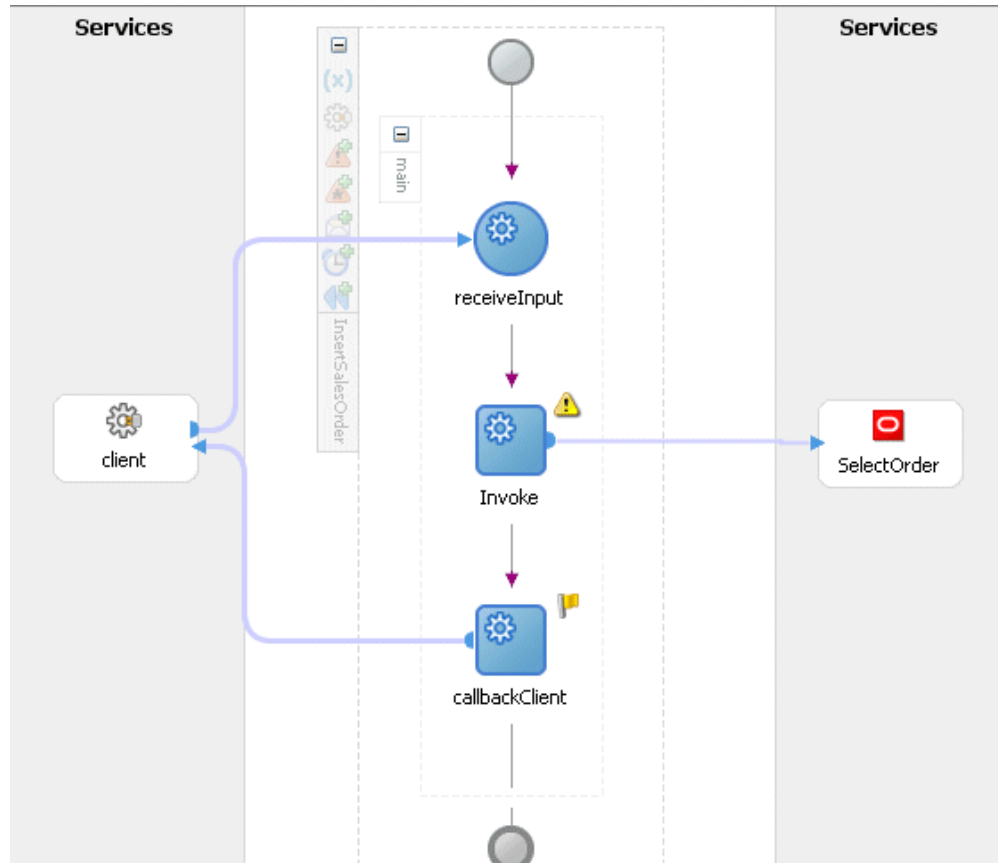 Services
Services
(x)
main
receiveInput
InsertSalesOrder
client
SelectOrder
Invoke
callbackClient